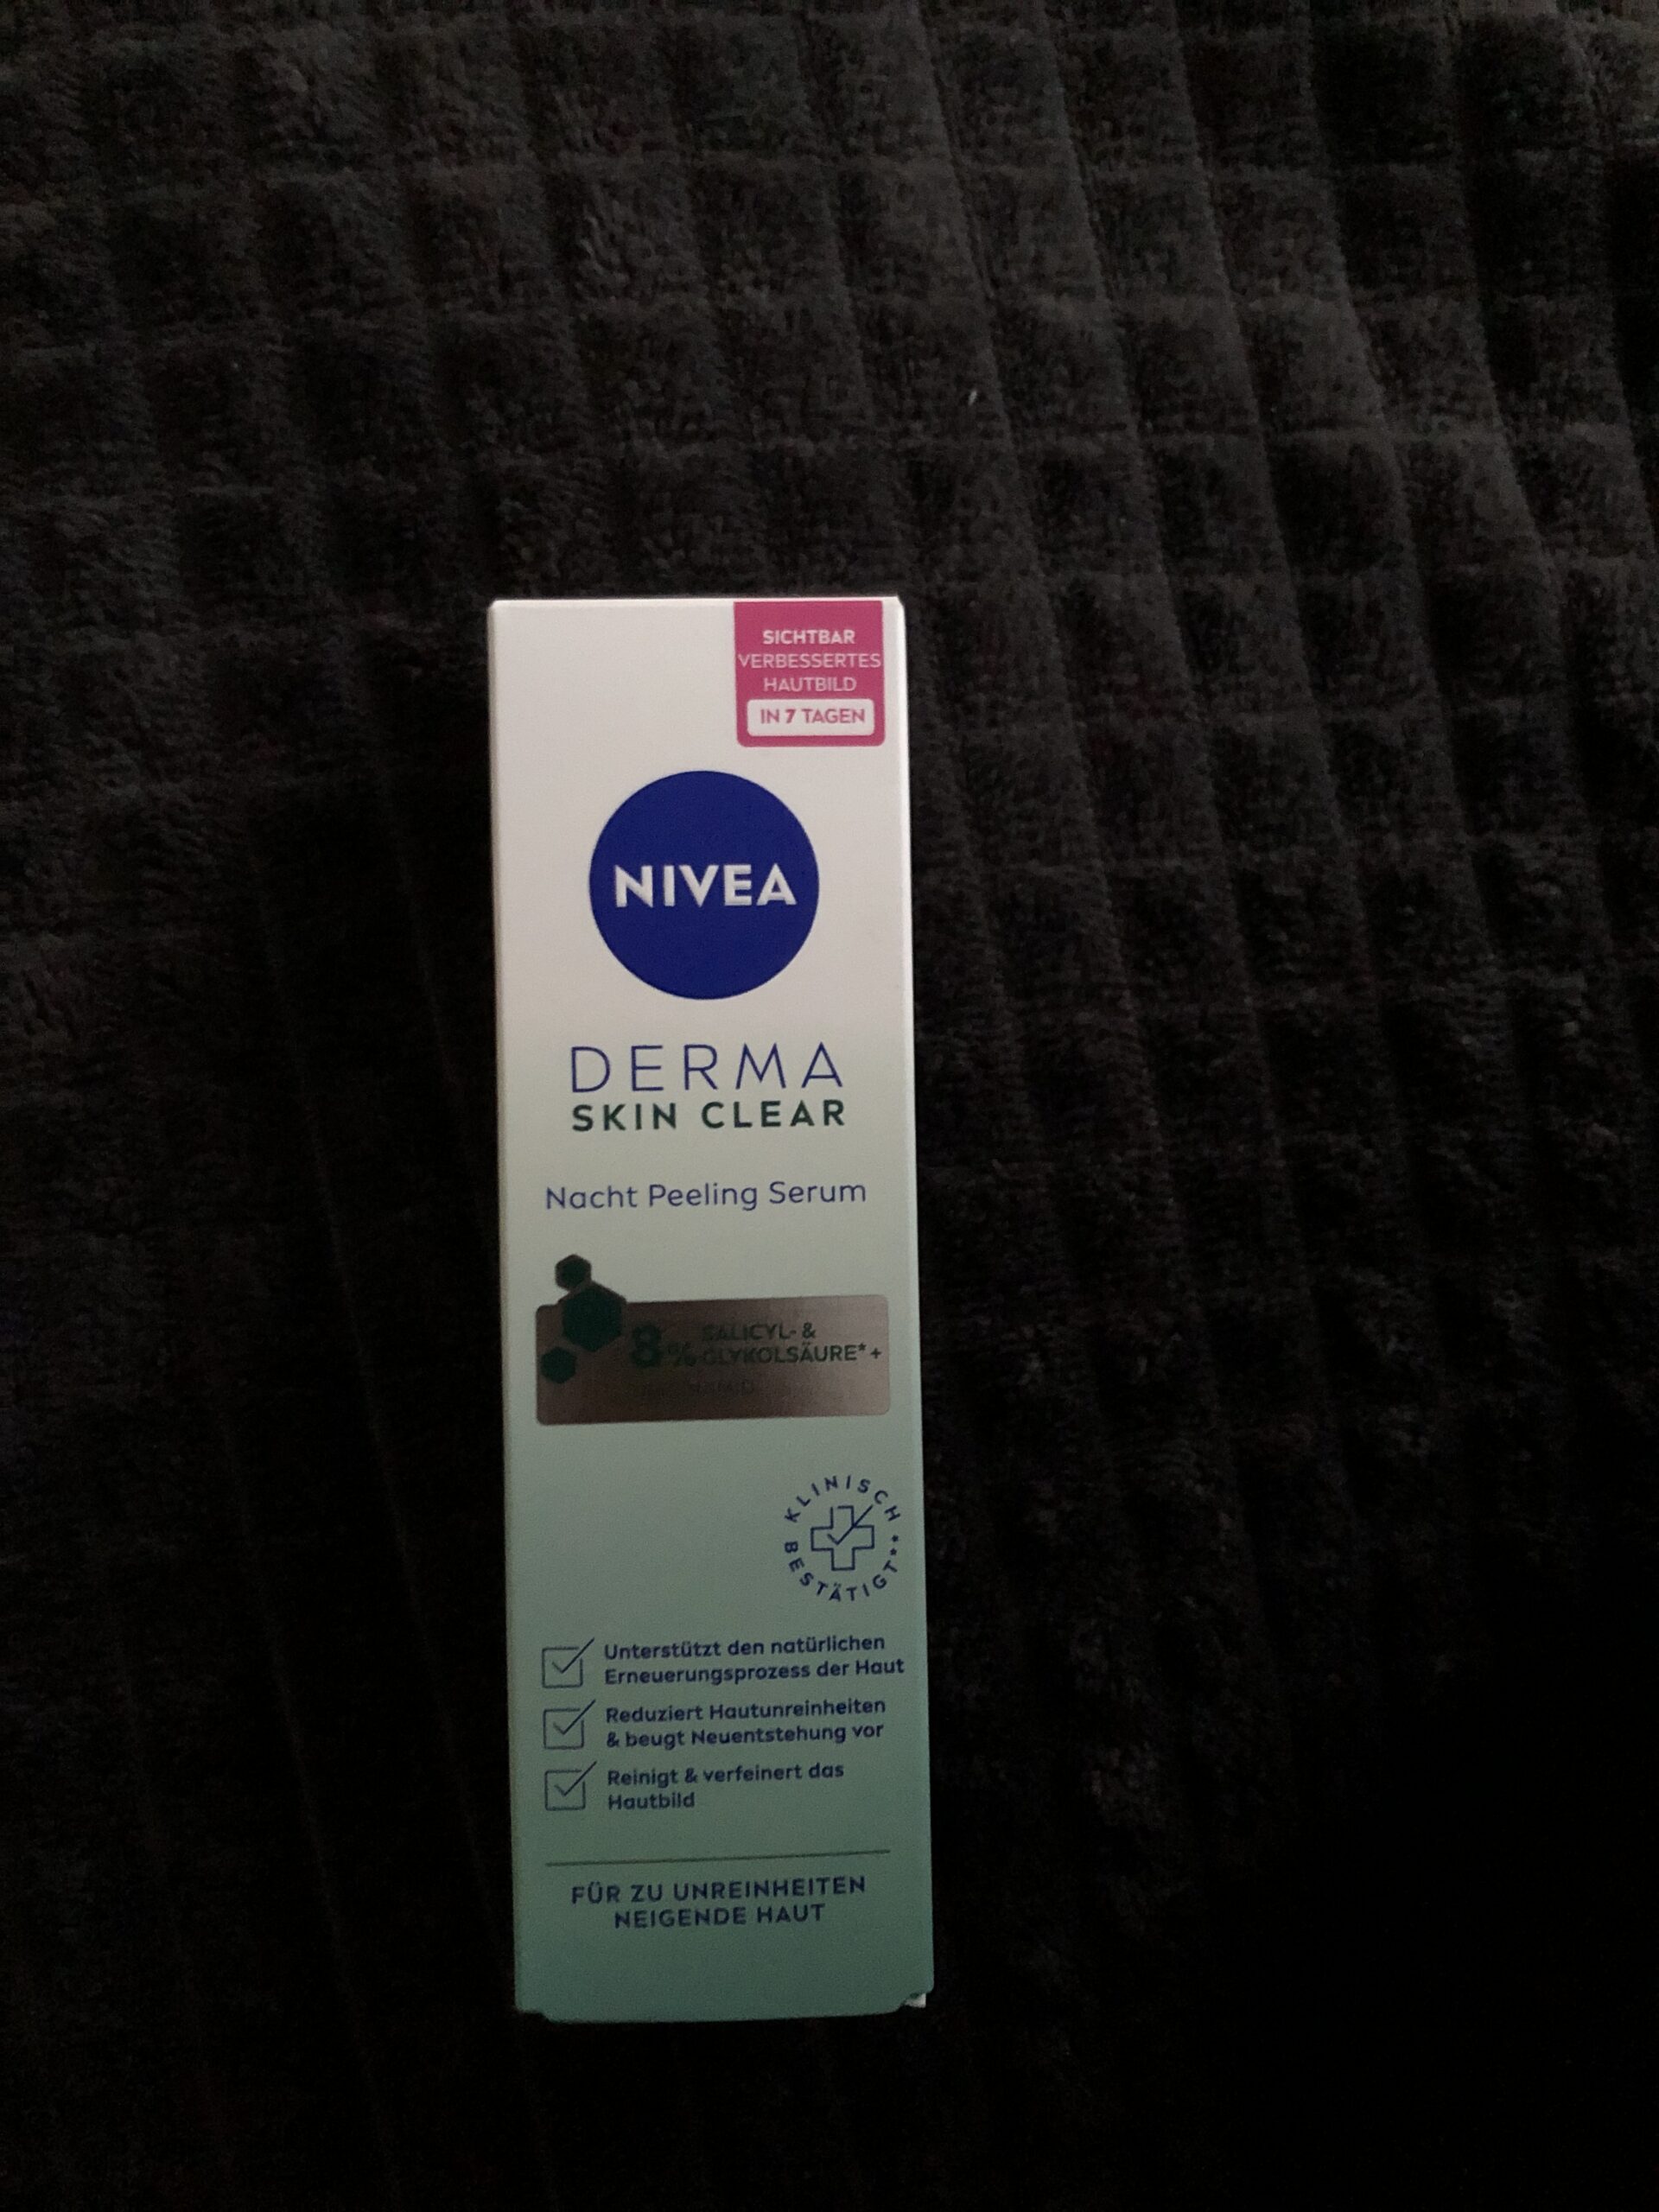 SICHTBAR
VERBESSERTES
HAUTBILD
IN 7 TAGEN
NIVEA
DERMA
SKIN CLEAR
Nacht Peeling Serum
8% SALICYL- &
GLYKOLSÄURE* +
KLINISCH
BESTÄTIGT**
Unterstützt den natürlichen
Erneuerungsprozess der Haut
Reduziert Hautunreinheiten
& beugt Neuentstehung vor
Reinigt & verfeinert das
Hautbild
FÜR ZU UNREINHEITEN
NEIGENDE HAUT